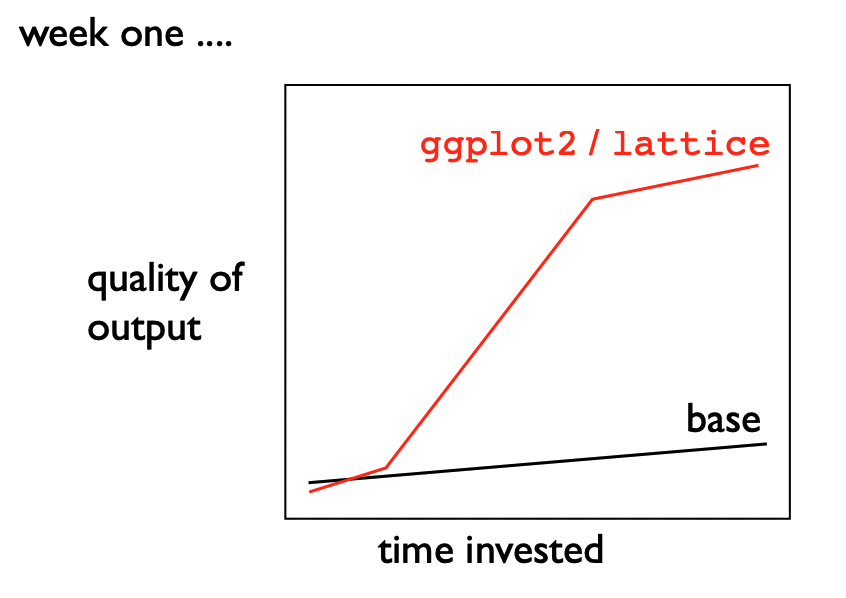 week one ....
ggplot2 / lattice
quality of
output
base
time invested